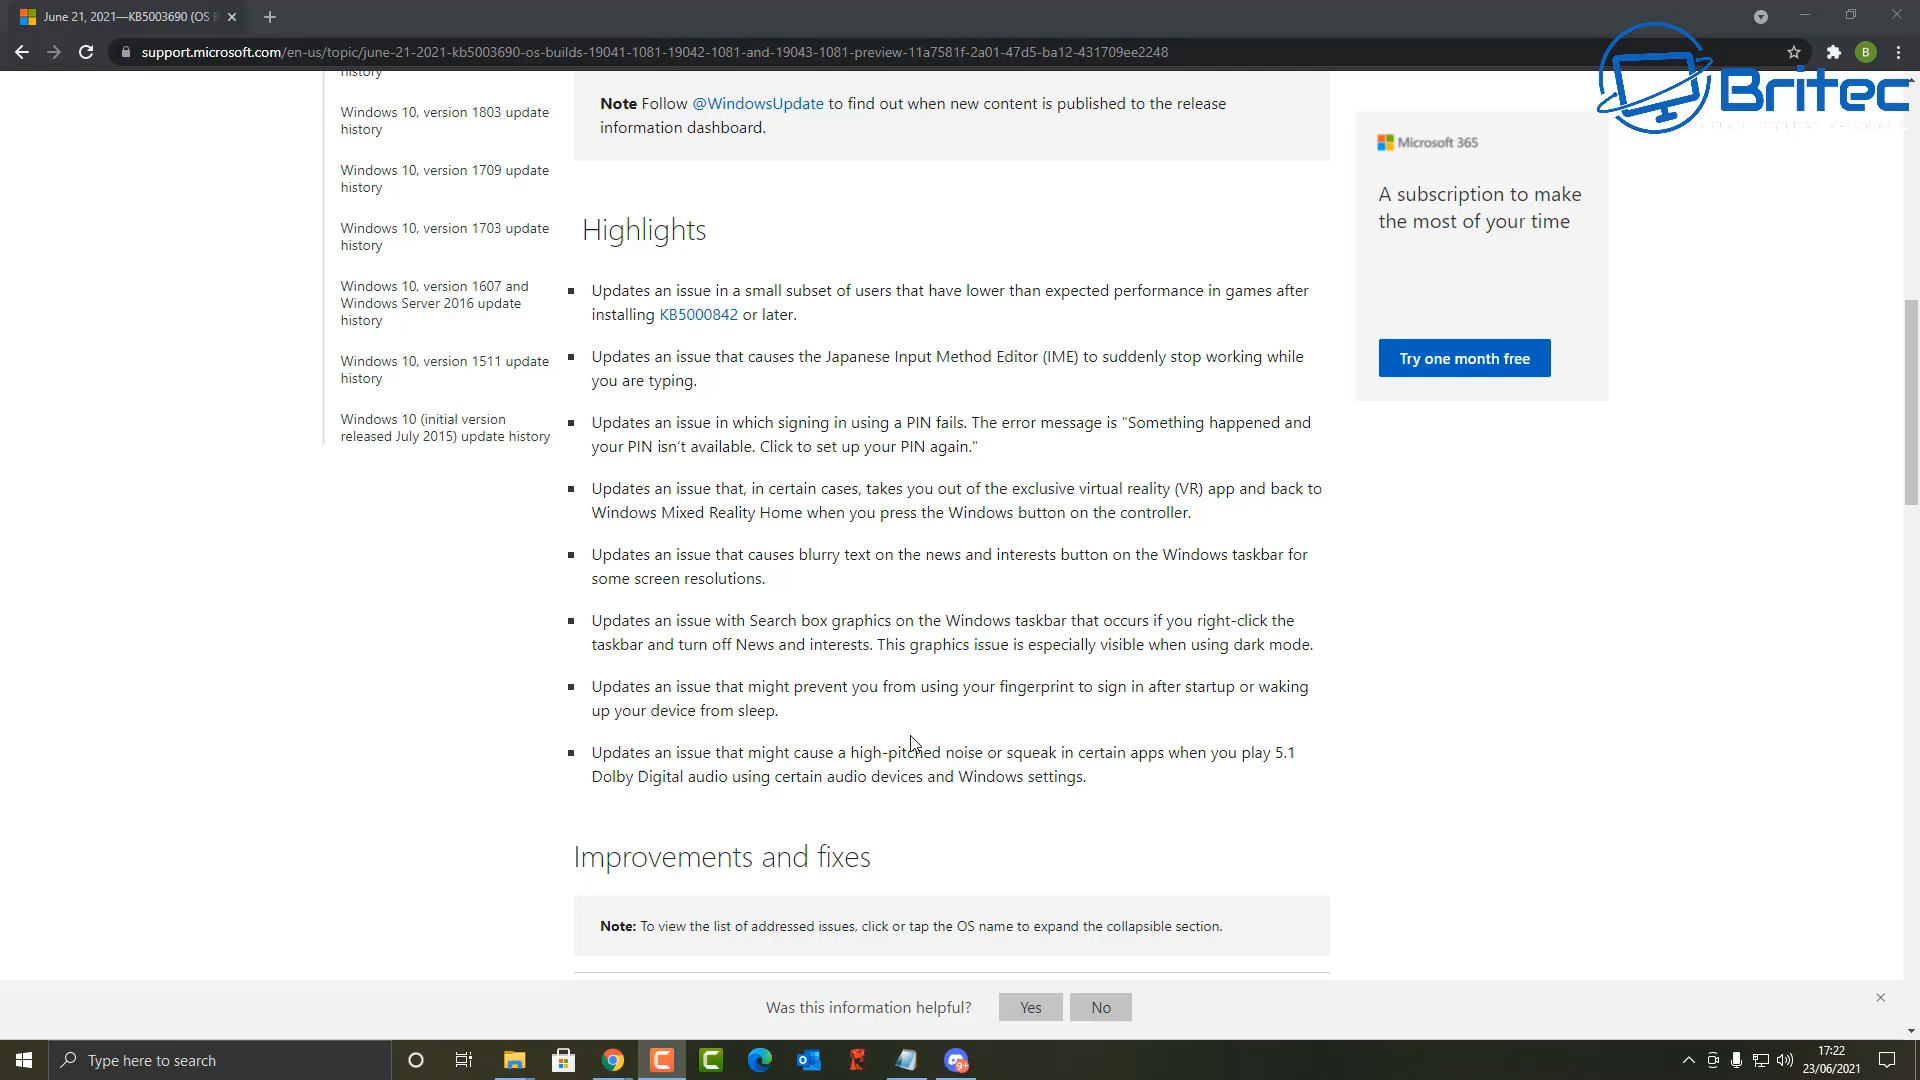 June 21, 2021—KB5003690 (OS B
support.microsoft.com/en-us/topic/june-21-2021-kb5003690-os-builds-19041-1081-19042-1081-and-19043-1081-preview-11a7581f-2a01-47d5-ba12-431709ee2248
B
Britec
history
Windows 10, version 1803 update
history
Windows 10, version 1709 update
history
Windows 10, version 1703 update
history
Windows 10, version 1607 and
Windows Server 2016 update
history
Windows 10, version 1511 update
history
Windows 10 (initial version
released July 2015) update history
Note Follow @WindowsUpdate to find out when new content is published to the release
information dashboard.
Highlights
Updates an issue in a small subset of users that have lower than expected performance in games after
installing KB5000842 or later.
Updates an issue that causes the Japanese Input Method Editor (IME) to suddenly stop working while
you are typing.
Updates an issue in which signing in using a PIN fails. The error message is "Something happened and
your PIN isn't available. Click to set up your PIN again."
Updates an issue that, in certain cases, takes you out of the exclusive virtual reality (VR) app and back to
Windows Mixed Reality Home when you press the Windows button on the controller.
Updates an issue that causes blurry text on the news and interests button on the Windows taskbar for
some screen resolutions.
Updates an issue with Search box graphics on the Windows taskbar that occurs if you right-click the
taskbar and turn off News and interests. This graphics issue is especially visible when using dark mode.
Updates an issue that might prevent you from using your fingerprint to sign in after startup or waking
up your device from sleep.
Updates an issue that might cause a high-pitched noise or squeak in certain apps when you play 5.1
Dolby Digital audio using certain audio devices and Windows settings.
Improvements and fixes
Note: To view the list of addressed issues, click or tap the OS name to expand the collapsible section.
Microsoft 365
A subscription to make
the most of your time
Try one month free
Was this information helpful?
Yes
No
Type here to search
9+
17:22
23/06/2021